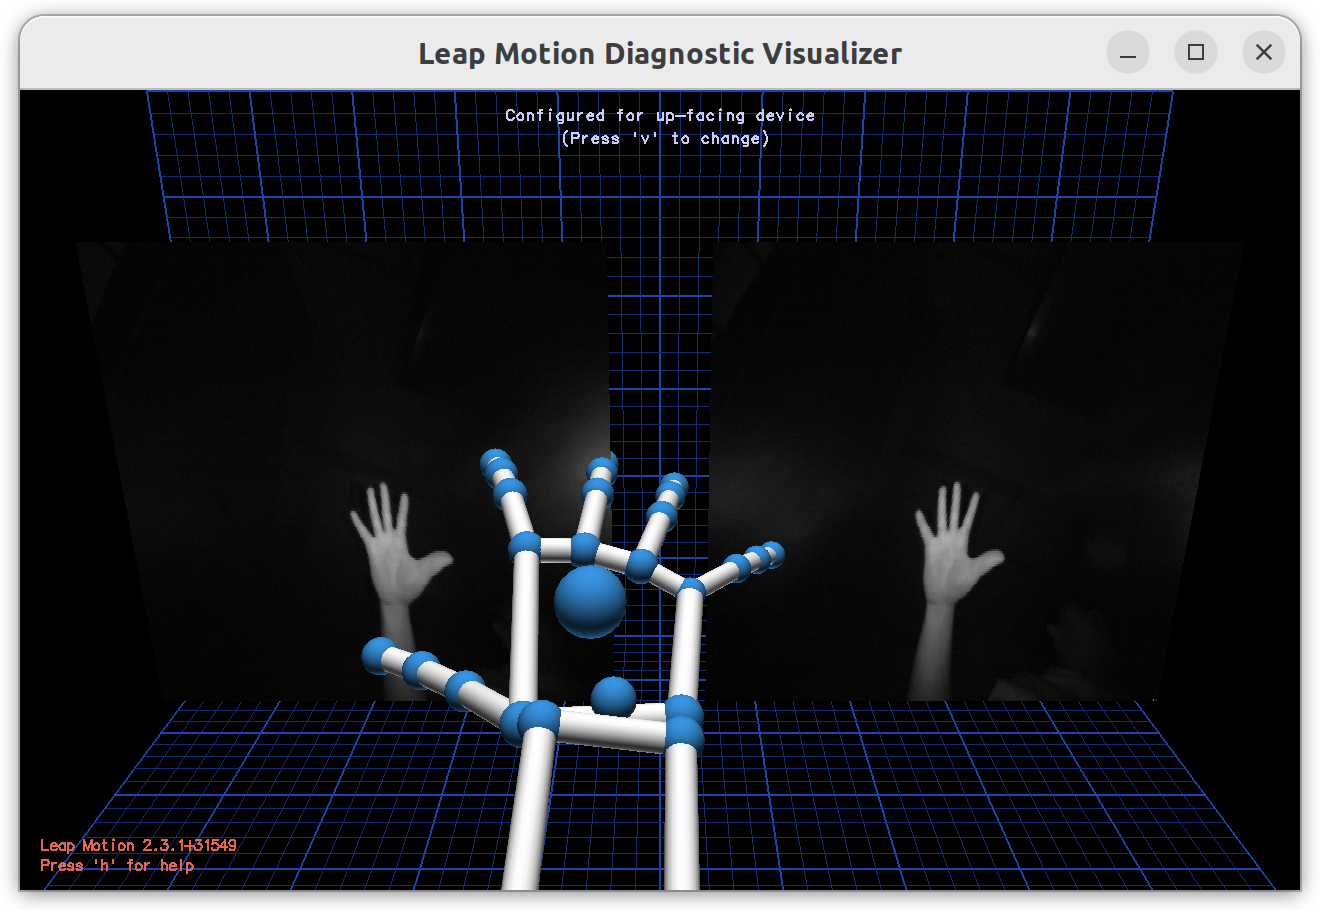 Leap Motion Diagnostic Visualizer
Configured for up-facing device
(Press 'v' to change)
Leap Motion 2.3.1+31549
Press 'h' for help